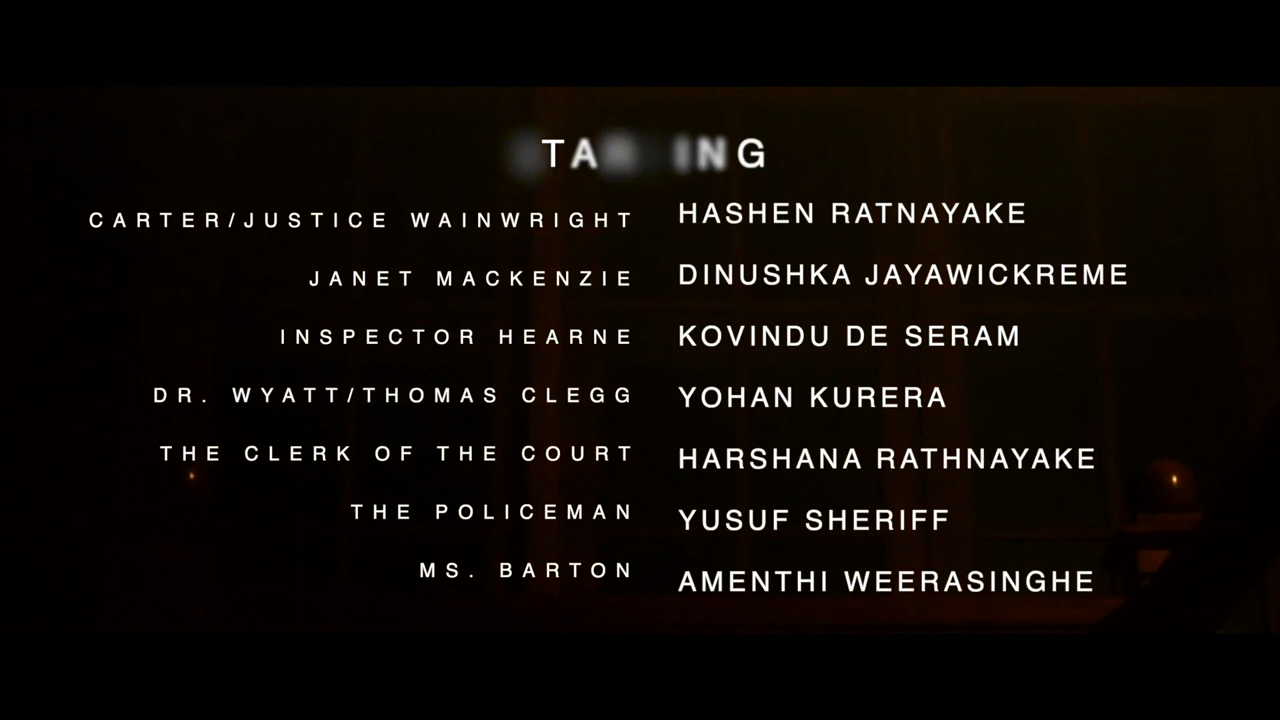 CARTER/JUSTICE WAINWRIGHT HASHEN RATNAYAKE
JANET MACKENZIE DINUSHKA JAYAWICKREME
INSPECTOR HEARNE KOVINDU DE SERAM
DR. WYATT/THOMAS CLEGG YOHAN KURERA
THE CLERK OF THE COURT HARSHANA RATHNAYAKE
THE POLICEMAN YUSUF SHERIFF
MS. BARTON AMENTHI WEERASINGHE